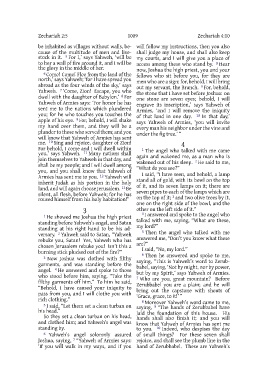 Zechariah 2:5 1009 Zechariah 4:10
be inhabited as villages without walls, be-
cause of the multitude of men and live-
stock in it. 5 For I,’ says Yahweh, ‘will be
to her a wall of fire around it, and I will be
the glory in the middle of her.
6 Come! Come! Flee from the land of the
north,’ says Yahweh; ‘for I have spread you
abroad as the four winds of the sky,’ says
Yahweh. 7 ‘Come, Zion! Escape, you who
dwell with the daughter of Babylon.’ 8 For
Yahweh of Armies says: ‘For honor he has
sent me to the nations which plundered
you; for he who touches you touches the
apple of his eye. 9 For, behold, I will shake
my hand over them, and they will be a
plunder to those who served them; and you
will know that Yahweh of Armies has sent
me. 10 Sing and rejoice, daughter of Zion!
for behold, I come and I will dwell within
you,’ says Yahweh. 11 Many nations shall
join themselves to Yahweh in that day, and
shall be my people; and I will dwell among
you, and you shall know that Yahweh of
Armies has sent me to you. 12 Yahweh will
inherit Judah as his portion in the holy
land, and will again choose Jerusalem. 13 Be
silent, all flesh, before Yahweh; for he has
roused himself from his holy habitation!”
3
1 He showed me Joshua the high priest
standing before Yahweh’s angel, and Satan
standing at his right hand to be his ad-
versary. 2 Yahweh said to Satan, “Yahweh
rebuke you, Satan! Yes, Yahweh who has
chosen Jerusalem rebuke you! Isn’t this a
burning stick plucked out of the fire?”
3 Now Joshua was clothed with filthy
garments, and was standing before the
angel. 4 He answered and spoke to those
who stood before him, saying, “Take the
filthy garments off him.” To him he said,
“Behold, I have caused your iniquity to
pass from you, and I will clothe you with
rich clothing.”
5 I said, “Let them set a clean turban on
his head.”
So they set a clean turban on his head,
and clothed him; and Yahweh’s angel was
standing by.
6 Yahweh’s angel solemnly assured
Joshua, saying, 7 “Yahweh of Armies says:
‘If you will walk in my ways, and if you
will follow my instructions, then you also
shall judge my house, and shall also keep
my courts, and I will give you a place of
access among these who stand by. 8 Hear
now, Joshua the high priest, you and your
fellows who sit before you, for they are
men who are a sign: for, behold, I will bring
out my servant, the Branch. 9 For, behold,
the stone that I have set before Joshua: on
one stone are seven eyes; behold, I will
engrave its inscription,’ says Yahweh of
Armies, ‘and I will remove the iniquity
of that land in one day. 10 In that day,’
says Yahweh of Armies, ‘you will invite
every man his neighbor under the vine and
under the fig tree.’”
4
1 The angel who talked with me came
again and wakened me, as a man who is
wakened out of his sleep. 2 He said to me,
“What do you see?”
I said, “I have seen, and behold, a lamp
stand all of gold, with its bowl on the top
of it, and its seven lamps on it; there are
seven pipes to each of the lamps which are
on the top of it; 3 and two olive trees by it,
one on the right side of the bowl, and the
other on the left side of it.”
4 I answered and spoke to the angel who
talked with me, saying, “What are these,
my lord?”
5 Then the angel who talked with me
answered me, “Don’t you know what these
are?”
I said, “No, my lord.”
6 Then he answered and spoke to me,
saying, “This is Yahweh’s word to Zerub-
babel, saying, ‘Not by might, nor by power,
but by my Spirit,’ says Yahweh of Armies.
7 Who are you, great mountain? Before
Zerubbabel you are a plain; and he will
bring out the capstone with shouts of
‘Grace, grace, to it!’”
8 Moreover Yahweh’s word came to me,
saying, 9 “The hands of Zerubbabel have
laid the foundation of this house. His
hands shall also finish it; and you will
know that Yahweh of Armies has sent me
to you. 10 Indeed, who despises the day
of small things? For these seven shall
rejoice, and shall see the plumb line in the
hand of Zerubbabel. These are Yahweh’s